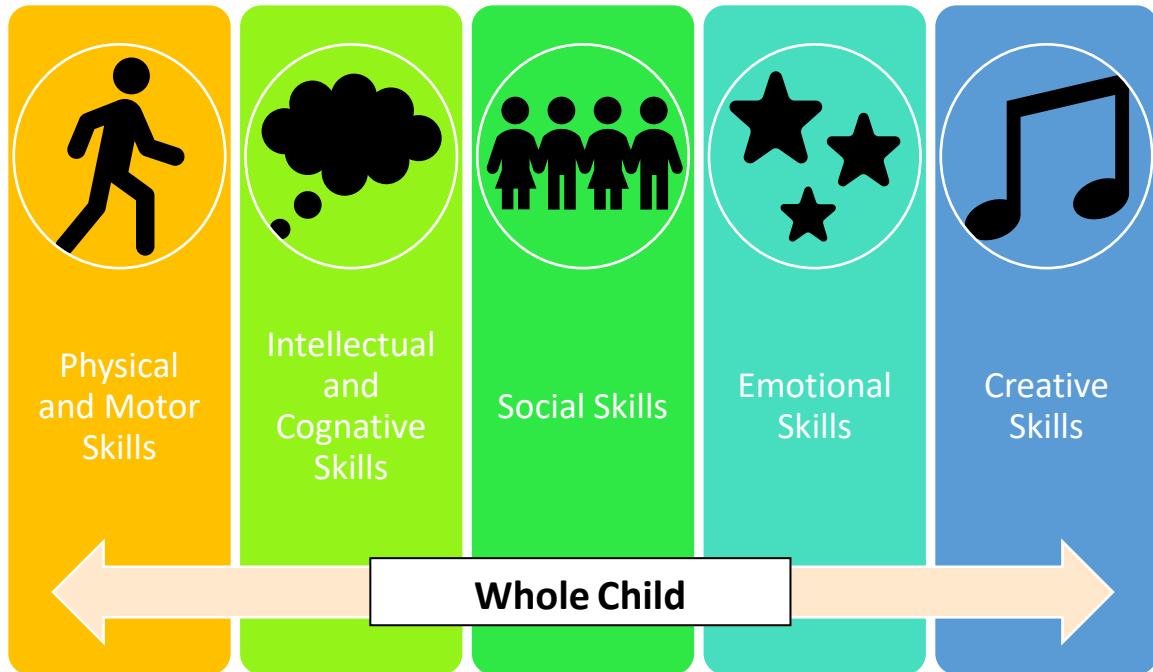 Physical
and Motor
Skills
Intellectual
and
Cognative
Skills
Social Skills
Emotional
Skills
Creative
Skills
Whole Child